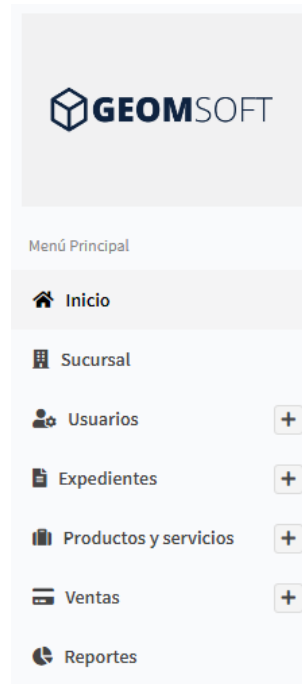 GEOMSOFT
Menú Principal
Inicio
Sucursal
Usuarios +
Expedientes +
Productos y servicios +
Ventas +
Reportes